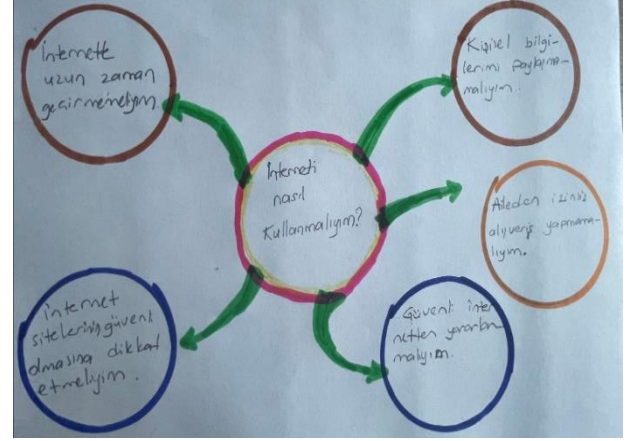 İnternette
uzun zaman
geçirmemeliyim.
Kişisel bilgi-
lerimi paylaşma-
malıyım.
İnterneti
nasıl
Kullanmalıyım?
Aileden izinsiz
alışveriş yapmama-
lıyım.
İnternet
sitelerinin güvenli
olmasına dikkat
etmeliyim.
Güvenli inter
netten yararlan
malıyım.